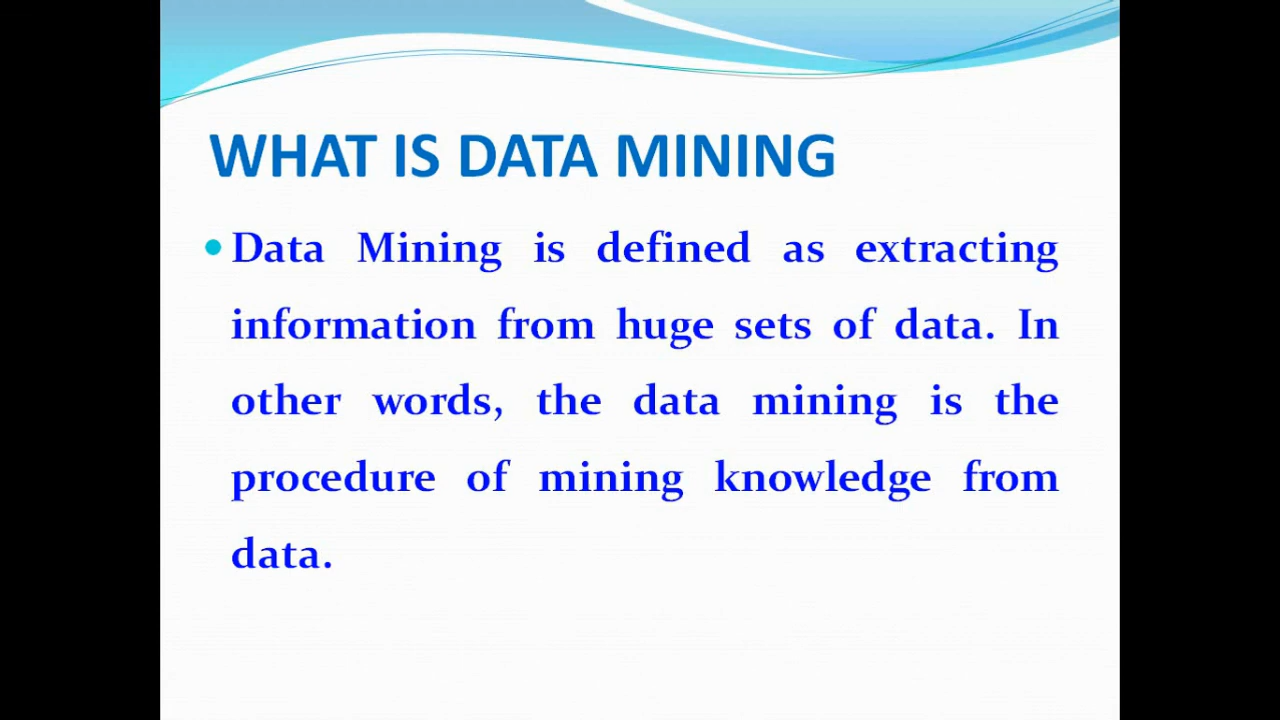 WHAT IS DATA MINING
Data Mining is defined as extracting
information from huge sets of data. In
other words, the data mining is the
procedure of mining knowledge from
data.